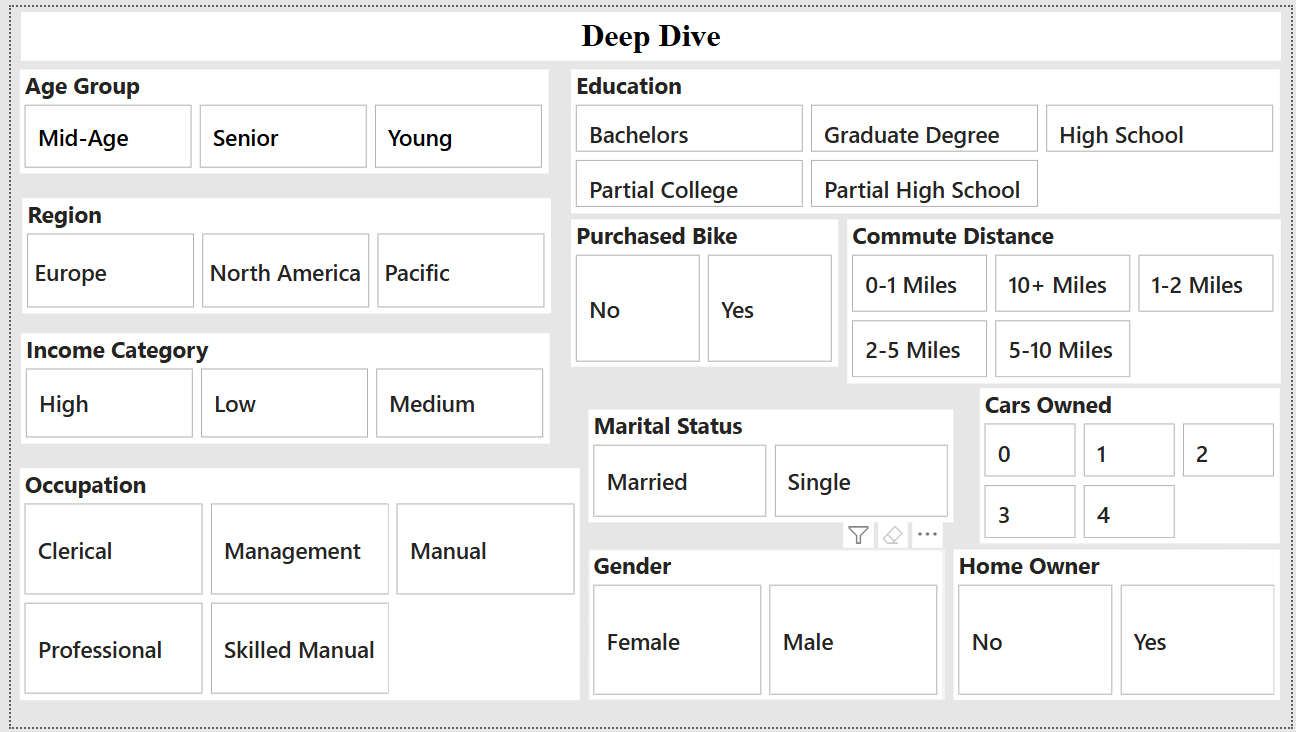 Deep Dive
Age Group
Mid-Age
Senior
Young
Region
Europe
North America
Pacific
Income Category
High
Low
Medium
Occupation
Clerical
Management
Manual
Professional
Skilled Manual
Education
Bachelors
Graduate Degree
High School
Partial College
Partial High School
Purchased Bike
No
Yes
Commute Distance
0-1 Miles
10+ Miles
1-2 Miles
2-5 Miles
5-10 Miles
Marital Status
Married
Single
Cars Owned
0
1
2
3
4
Gender
Female
Male
Home Owner
No
Yes